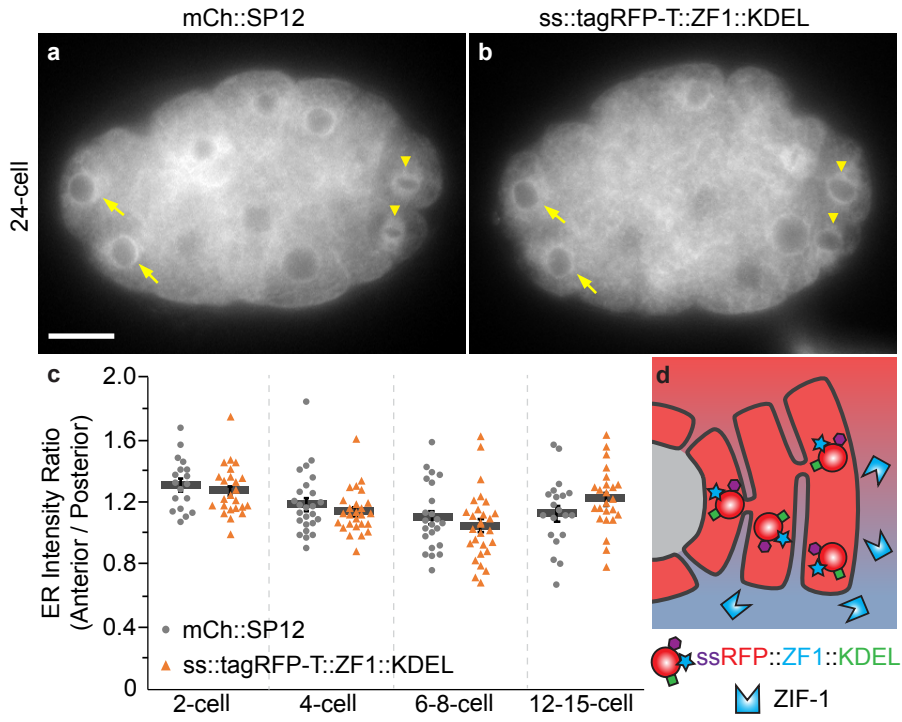 mCh::SP12
ss::tagRFP-T::ZF1::KDEL
a
b
24-cell
c
d
ER Intensity Ratio
(Anterior / Posterior)
2.0
1.6
1.2
0.8
0.4
0
mCh::SP12
ss::tagRFP-T::ZF1::KDEL
2-cell
4-cell
6-8-cell
12-15-cell
ssRFP::ZF1::KDEL
ZIF-1